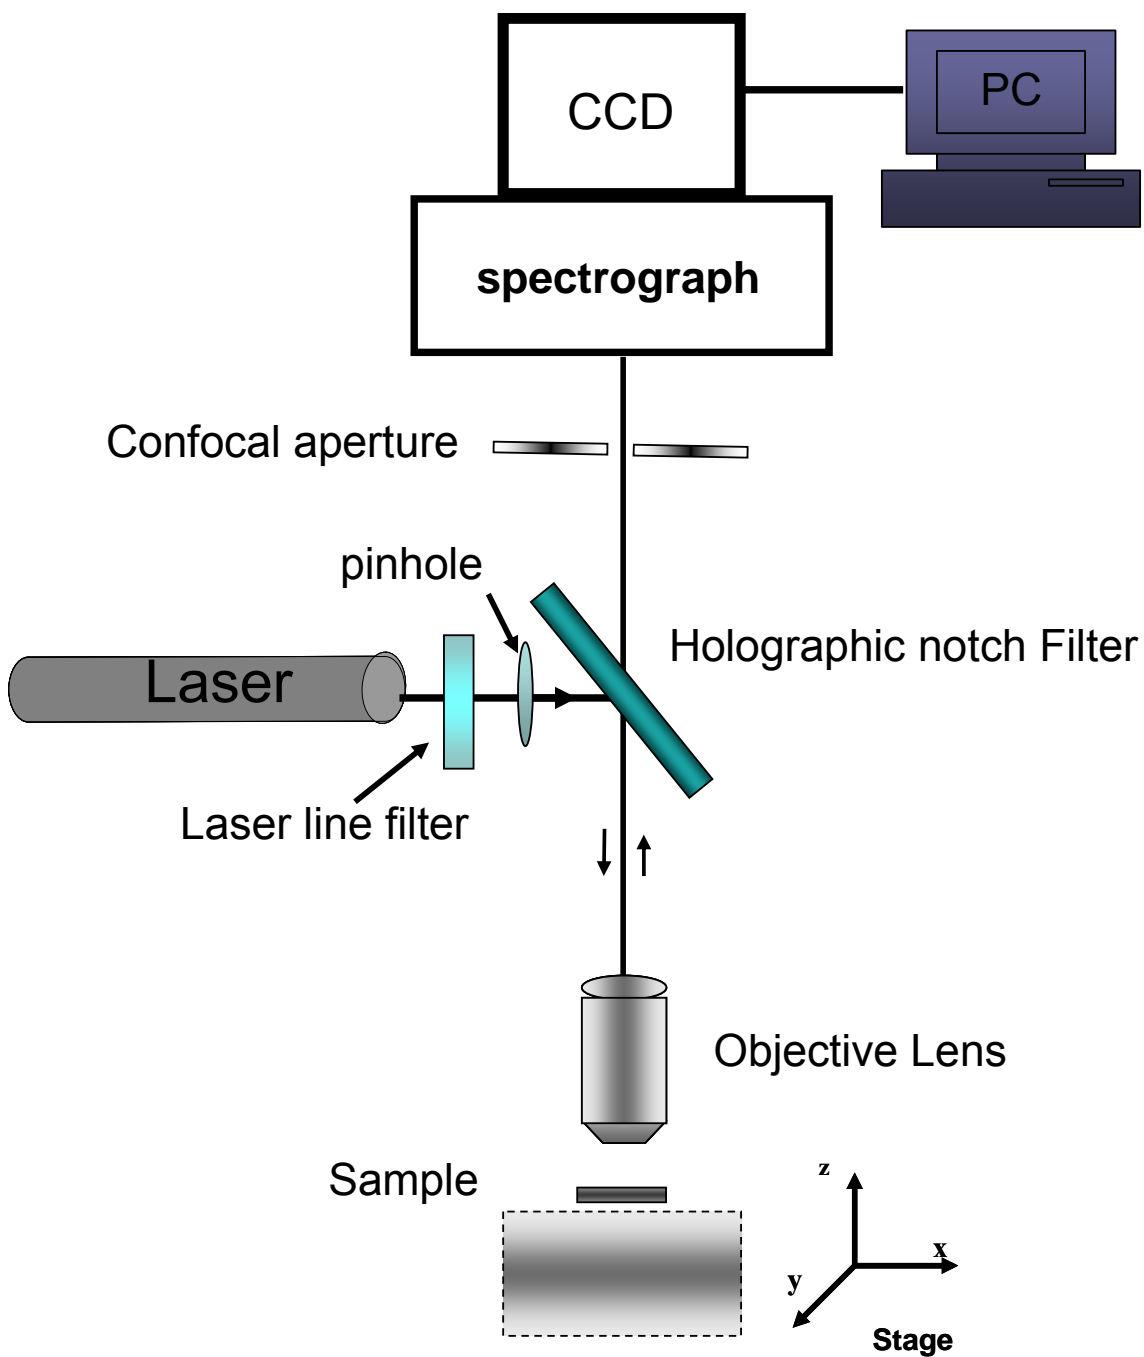 CCD
PC
spectrograph
Confocal aperture
pinhole
Holographic notch Filter
Laser
Laser line filter
Objective Lens
Sample
z
x
y
Stage